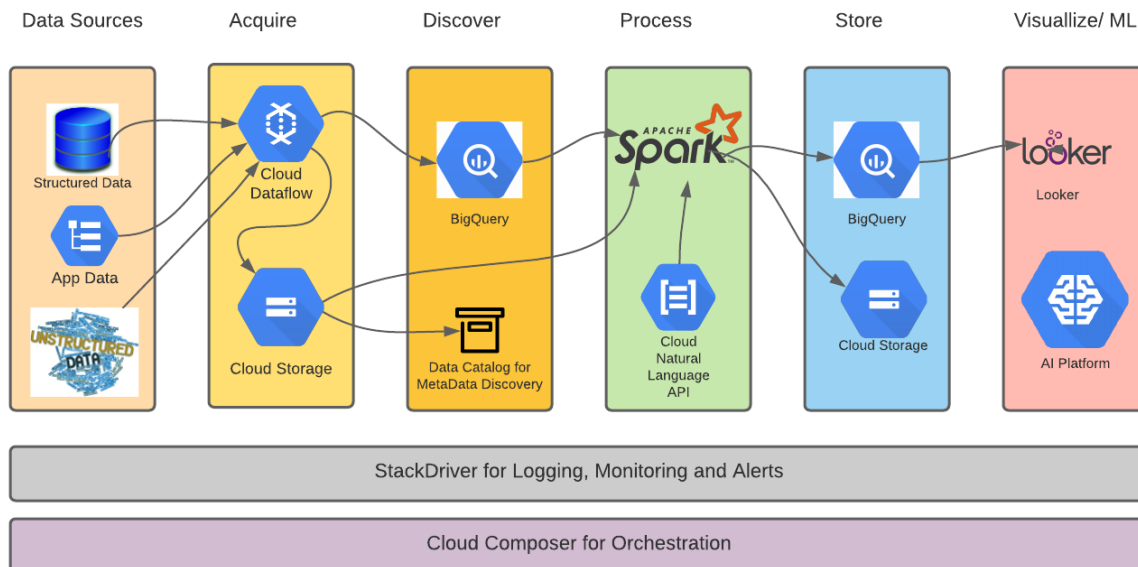 Data Sources
Acquire
Discover
Process
Store
Visuallize/ ML
Structured Data
App Data
UNSTRUCTURED
DATA
Cloud
Dataflow
Cloud Storage
BigQuery
Data Catalog for
MetaData Discovery
APACHE
Spark
Cloud
Natural
Language
API
BigQuery
Cloud Storage
looker
Looker
AI Platform
StackDriver for Logging, Monitoring and Alerts
Cloud Composer for Orchestration